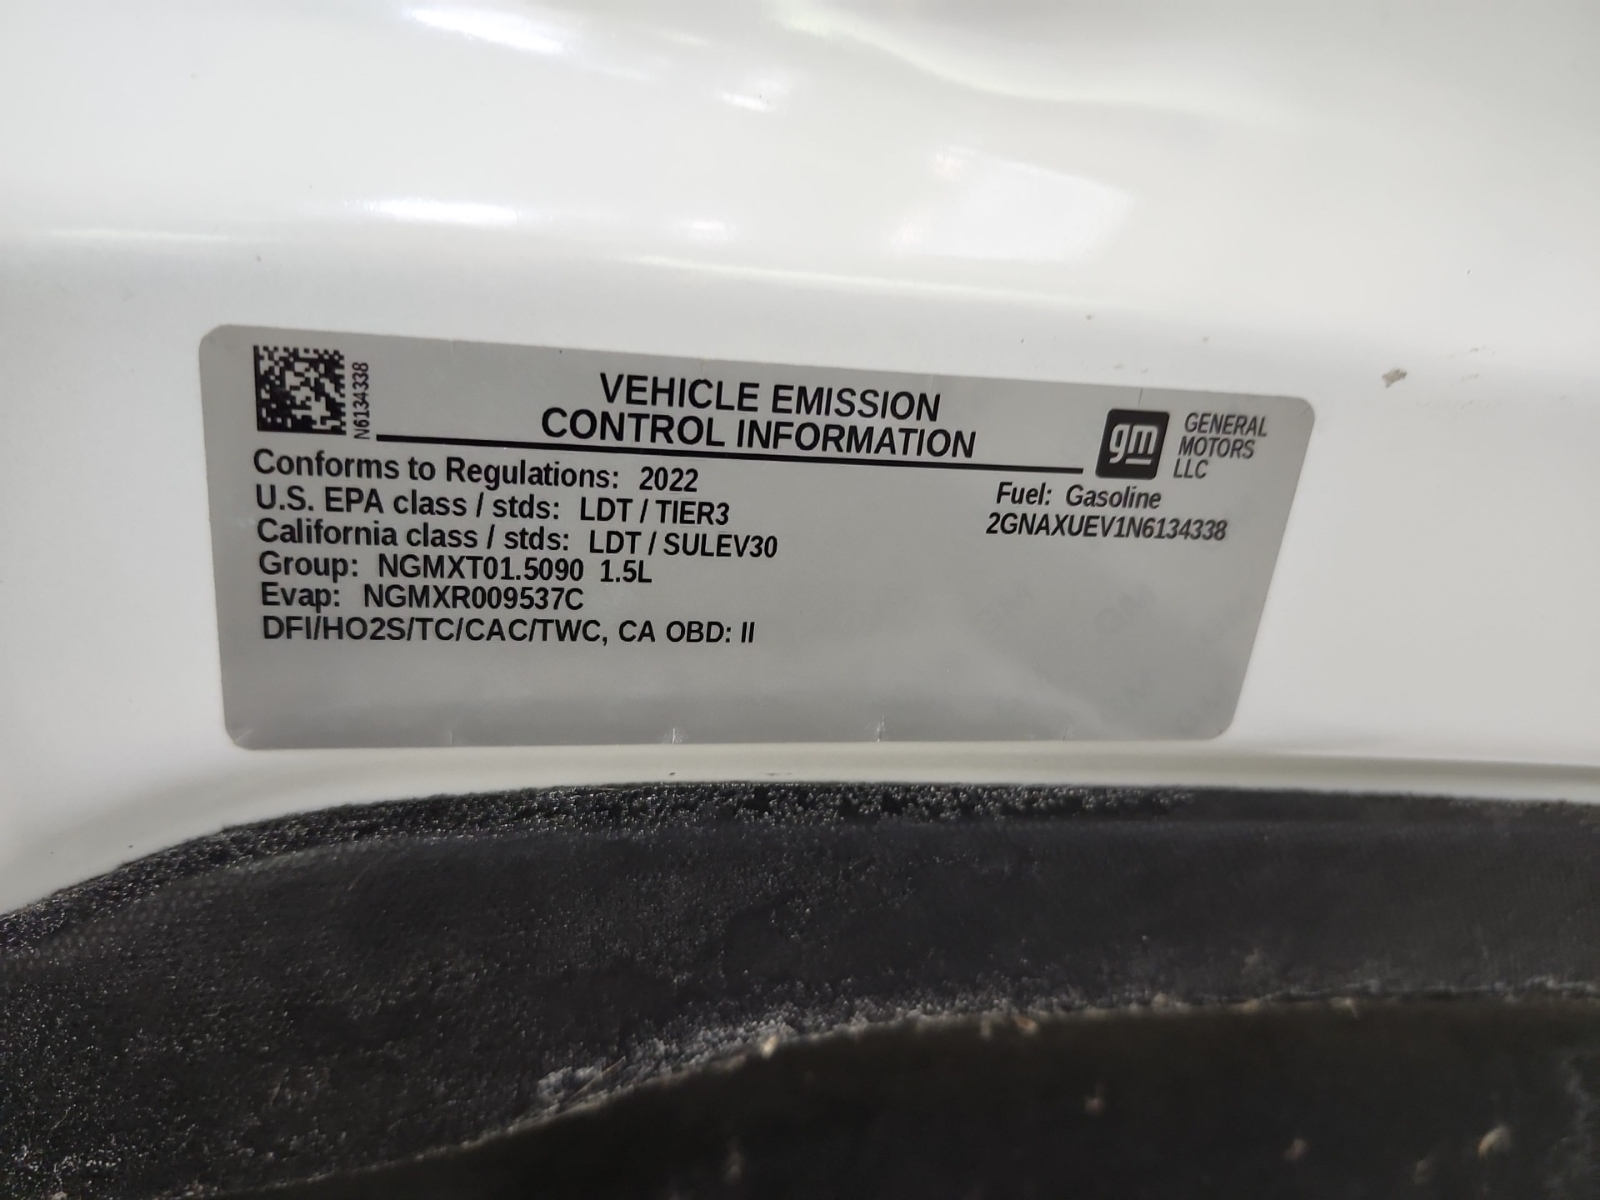 N6134338
VEHICLE EMISSION
CONTROL INFORMATION
gm
GENERAL
MOTORS
LLC
Conforms to Regulations: 2022
U.S. EPA class / stds: LDT / TIER3
California class / stds: LDT / SULEV30
Group: NGMXT01.5090 1.5L
Evap: NGMXR009537C
DFI/HO2S/TC/CAC/TWC, CA OBD: II
Fuel: Gasoline
2GNAXUEV1N6134338